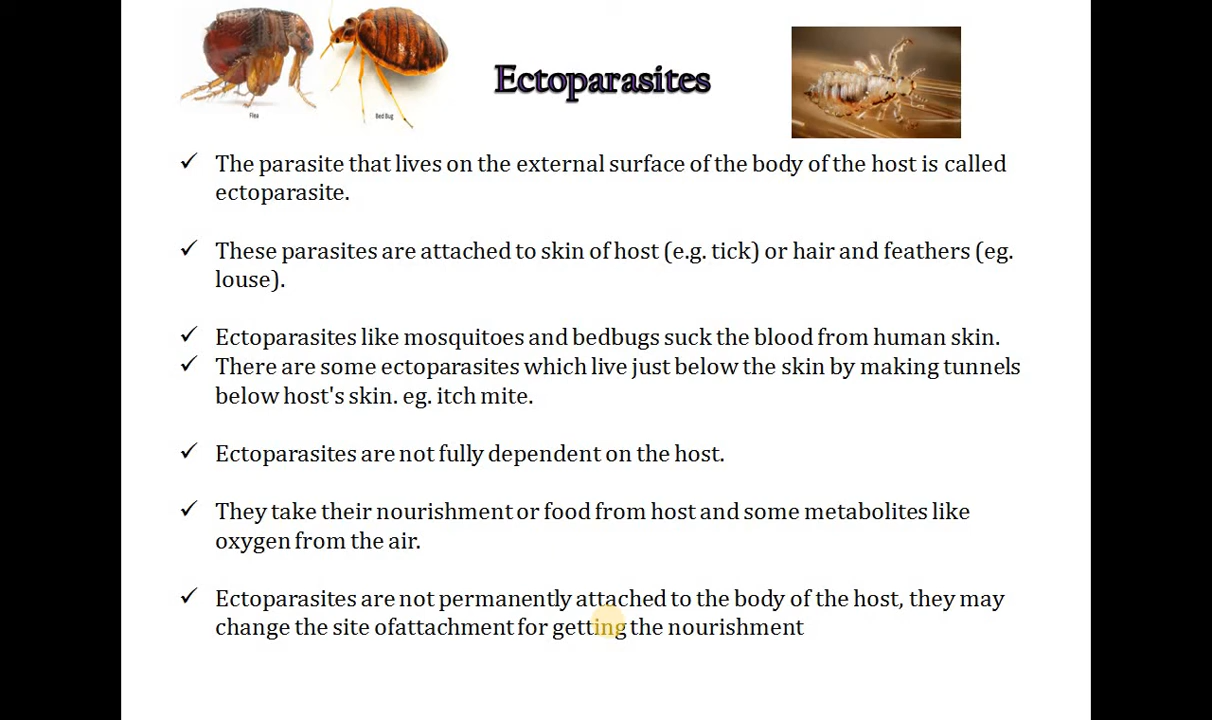 Flea
Bed Bug
Ectoparasites
✓ The parasite that lives on the external surface of the body of the host is called
ectoparasite.
✓ These parasites are attached to skin of host (e.g. tick) or hair and feathers (eg.
louse).
✓ Ectoparasites like mosquitoes and bedbugs suck the blood from human skin.
✓ There are some ectoparasites which live just below the skin by making tunnels
below host's skin. eg. itch mite.
✓ Ectoparasites are not fully dependent on the host.
✓ They take their nourishment or food from host and some metabolites like
oxygen from the air.
✓ Ectoparasites are not permanently attached to the body of the host, they may
change the site ofattachment for getting the nourishment